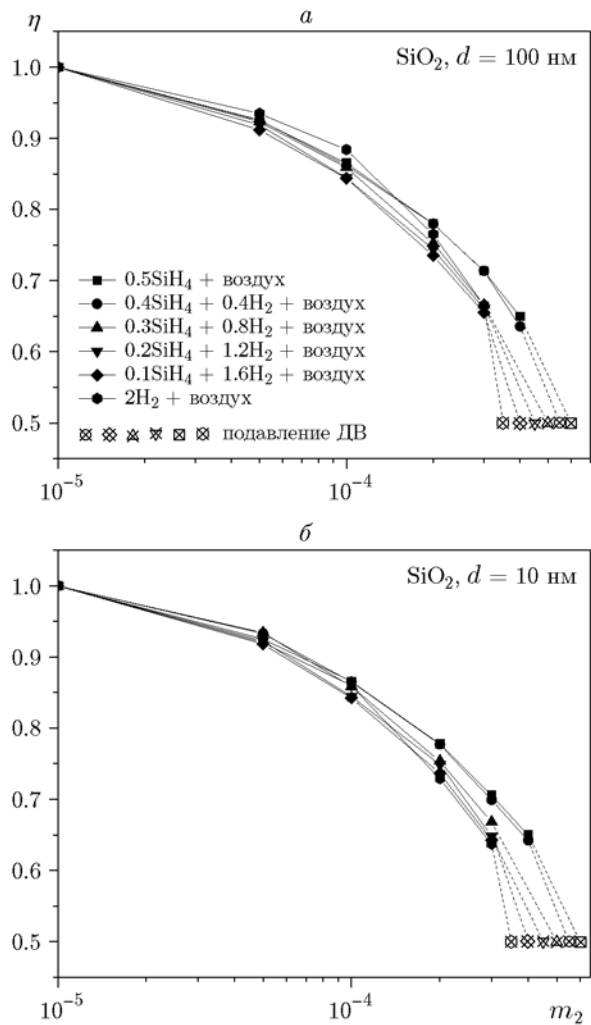 η
а
SiO₂, d = 100 нм
1.0
0.9
0.8
0.7
0.6
0.5
0.5SiH₄ + воздух
0.4SiH₄ + 0.4H₂ + воздух
0.3SiH₄ + 0.8H₂ + воздух
0.2SiH₄ + 1.2H₂ + воздух
0.1SiH₄ + 1.6H₂ + воздух
2H₂ + воздух
подавление ДВ
10⁻⁵
10⁻⁴
б
SiO₂, d = 10 нм
1.0
0.9
0.8
0.7
0.6
0.5
10⁻⁵
10⁻⁴
m₂